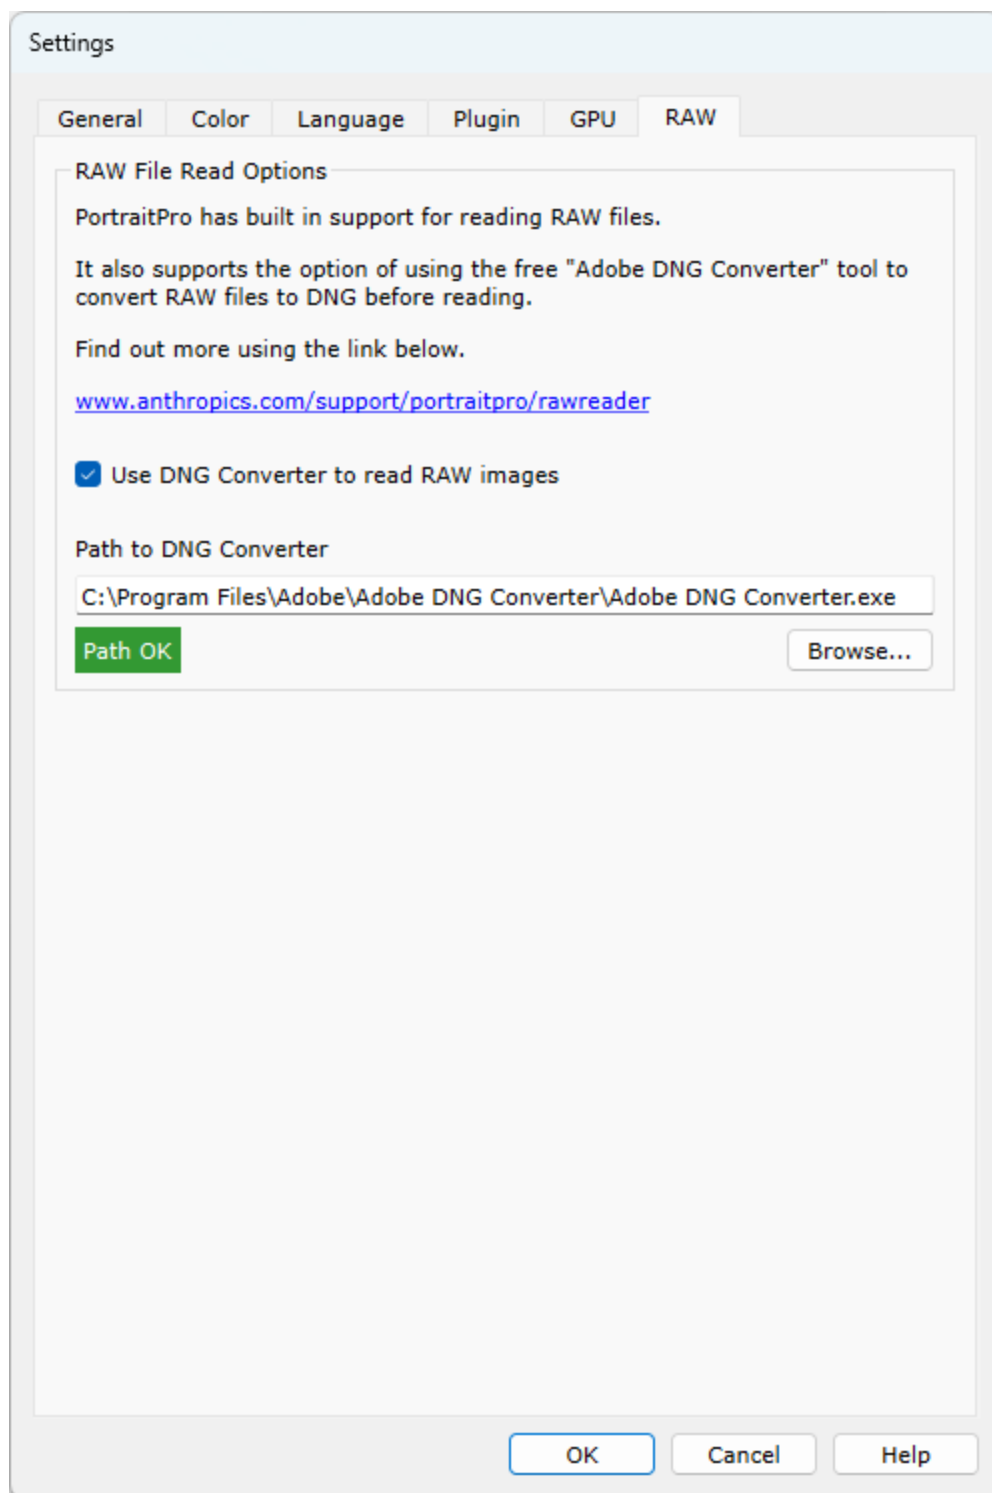 Settings
General Color Language Plugin GPU RAW
RAW File Read Options
PortraitPro has built in support for reading RAW files.
It also supports the option of using the free "Adobe DNG Converter" tool to
convert RAW files to DNG before reading.
Find out more using the link below.
www.anthropics.com/support/portraitpro/rawreader
Use DNG Converter to read RAW images
Path to DNG Converter
C:\Program Files\Adobe\Adobe DNG Converter\Adobe DNG Converter.exe
Path OK Browse...
OK Cancel Help